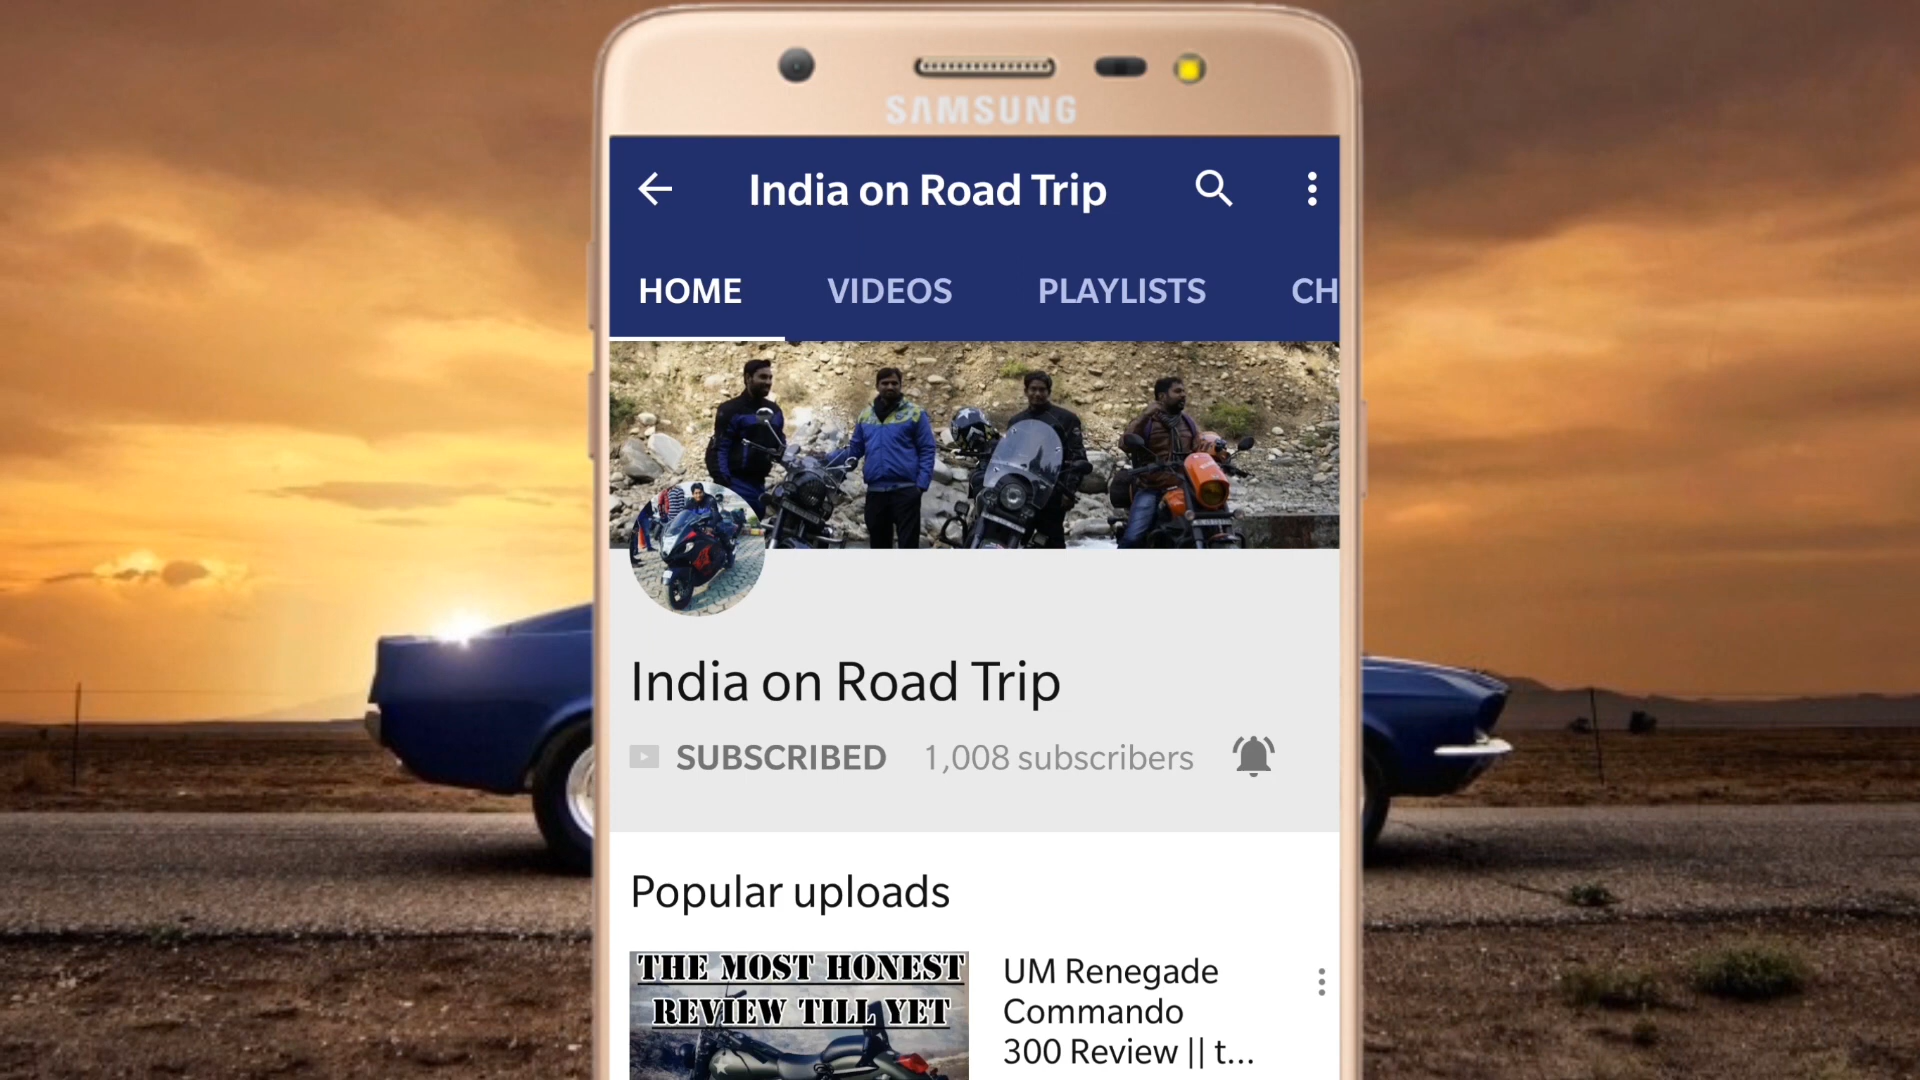 SAMSUNG
India on Road Trip
HOME VIDEOS PLAYLISTS CH
India on Road Trip
SUBSCRIBED 1,008 subscribers
Popular uploads
THE MOST HONEST
REVIEW TILL YET
UM Renegade
Commando
300 Review || t...